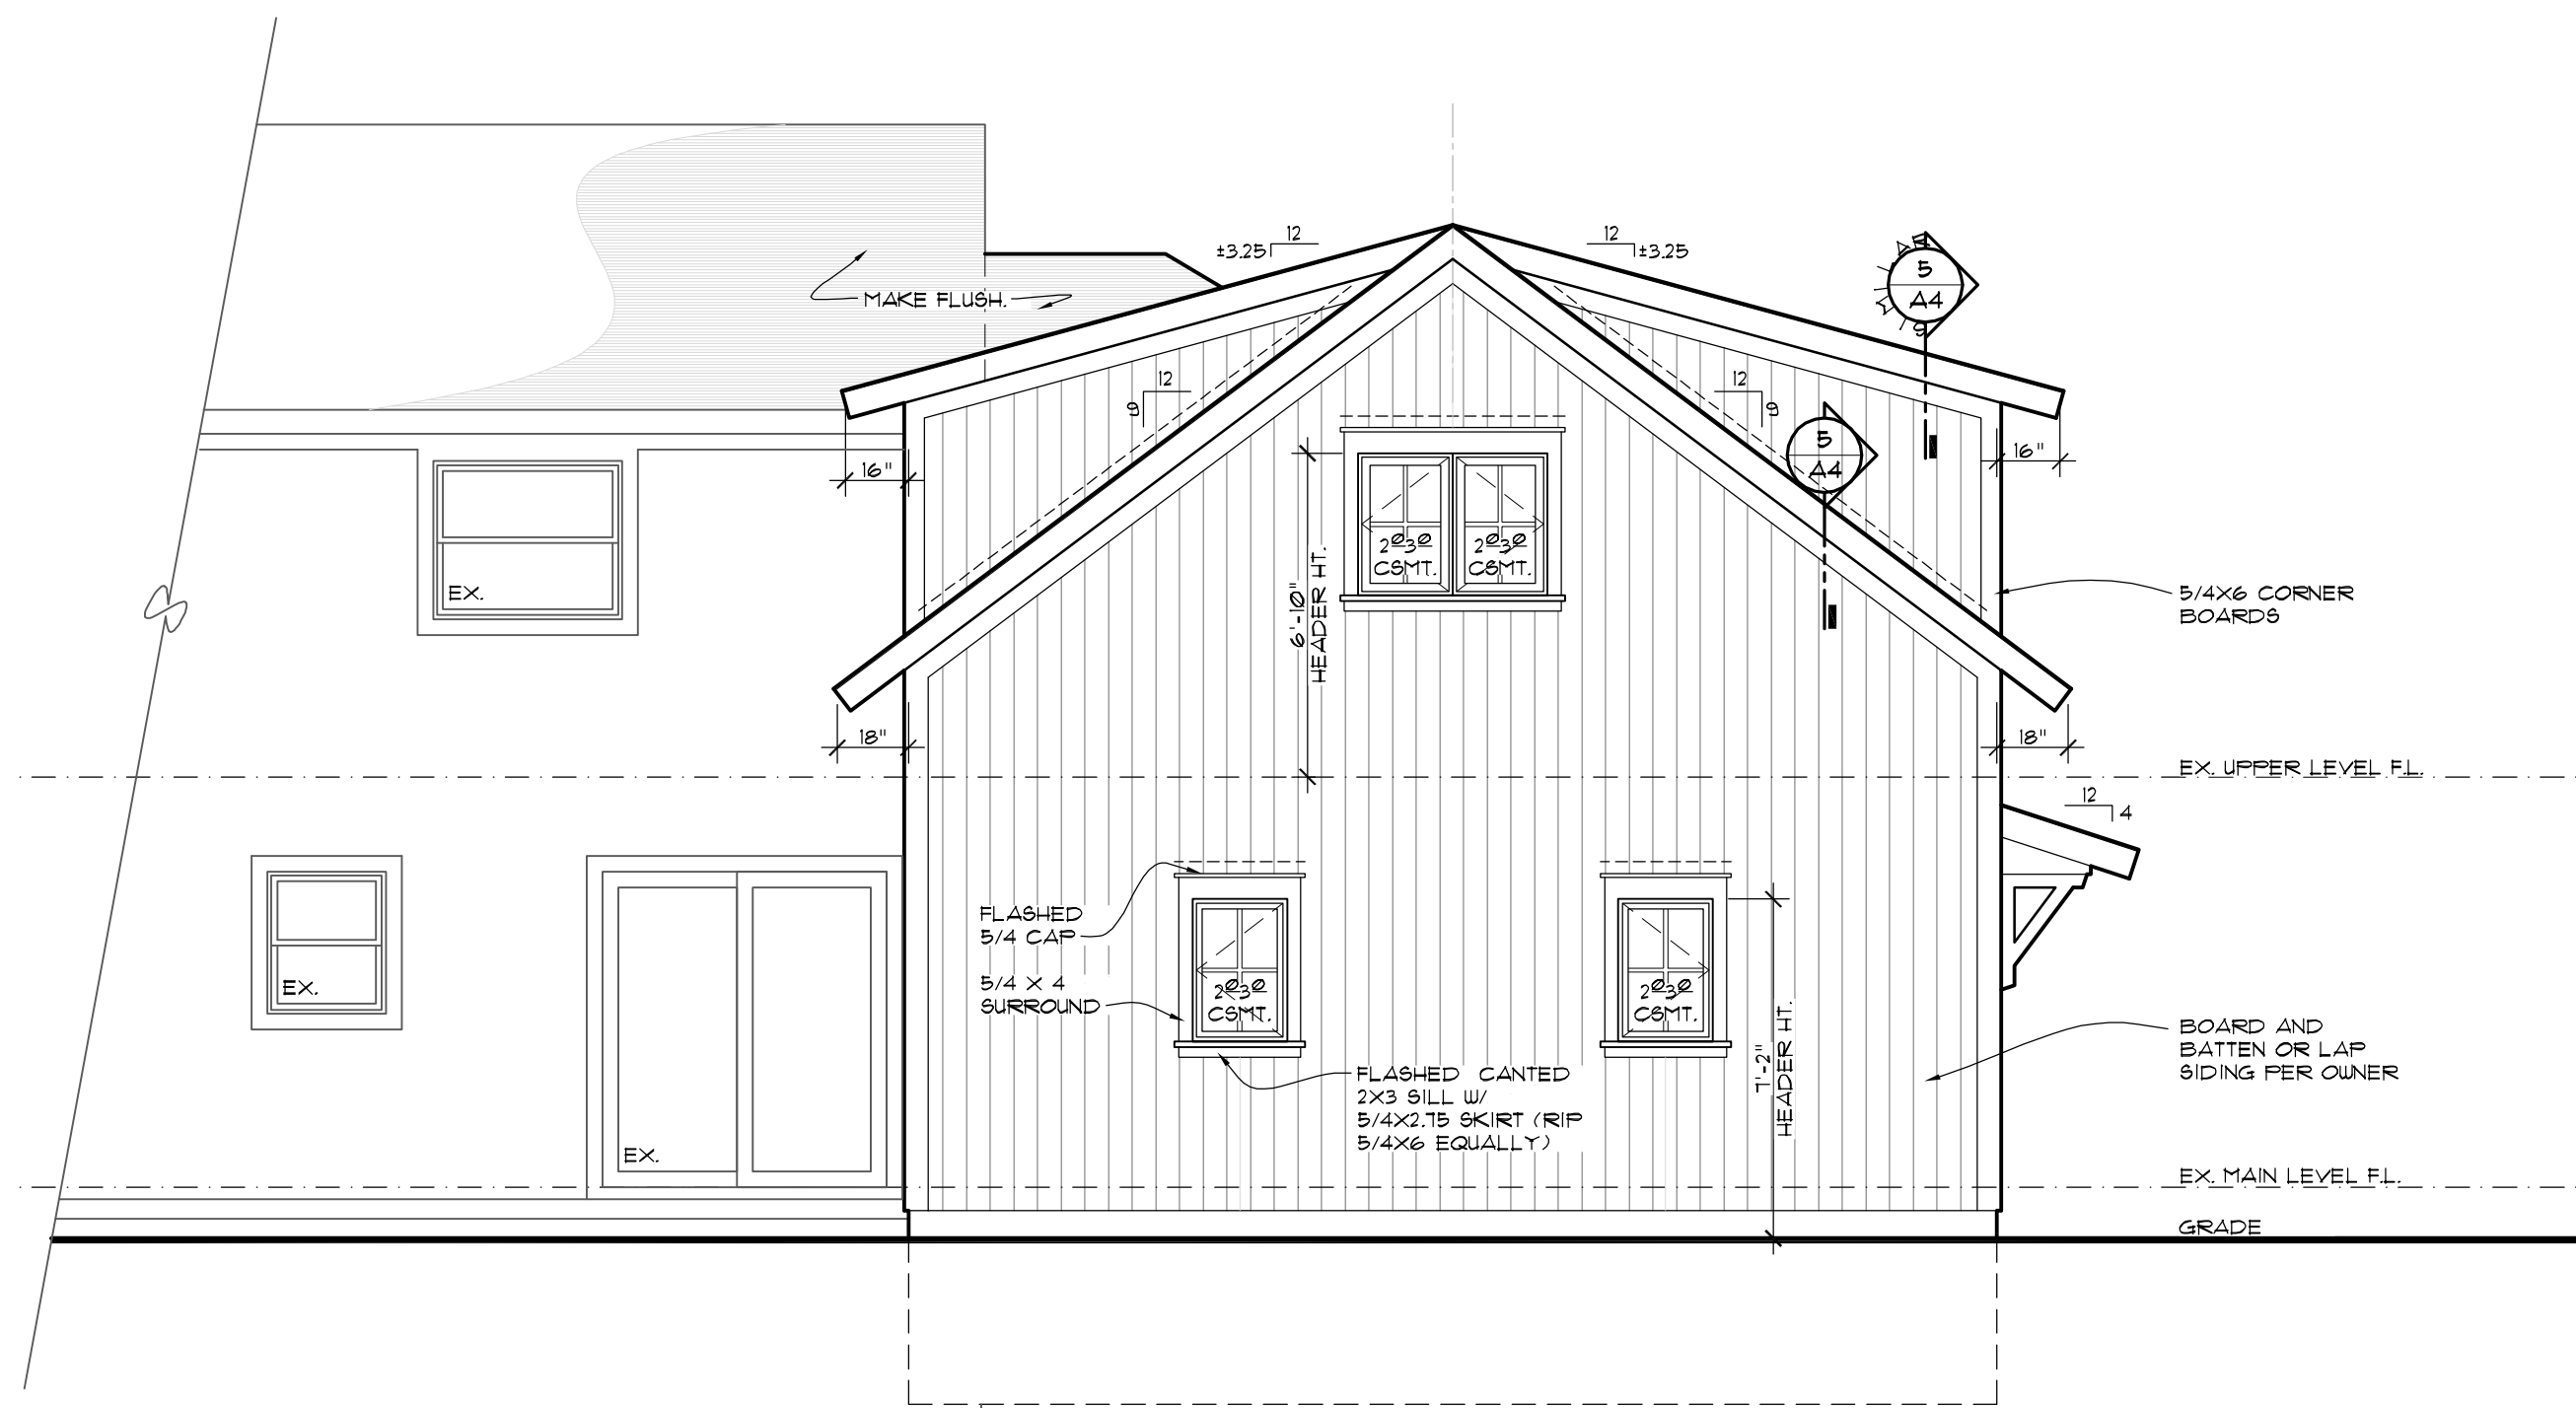 12
±3.25
12
±3.25
5
A4
MAKE FLUSH.
12
9
12
9
5
A4
16"
16"
2⁰3⁰
CSMT.
2⁰3⁰
CSMT.
EX.
6'-10"
HEADER HT.
5/4X6 CORNER
BOARDS
18"
18"
EX. UPPER LEVEL F.L.
12
4
FLASHED
5/4 CAP
5/4 X 4
SURROUND
EX.
2⁰3⁰
CSMT.
2⁰3⁰
CSMT.
7'-2"
HEADER HT.
BOARD AND
BATTEN OR LAP
SIDING PER OWNER
FLASHED CANTED
2X3 SILL W/
5/4X2.75 SKIRT (RIP
5/4X6 EQUALLY)
EX.
EX. MAIN LEVEL F.L.
GRADE